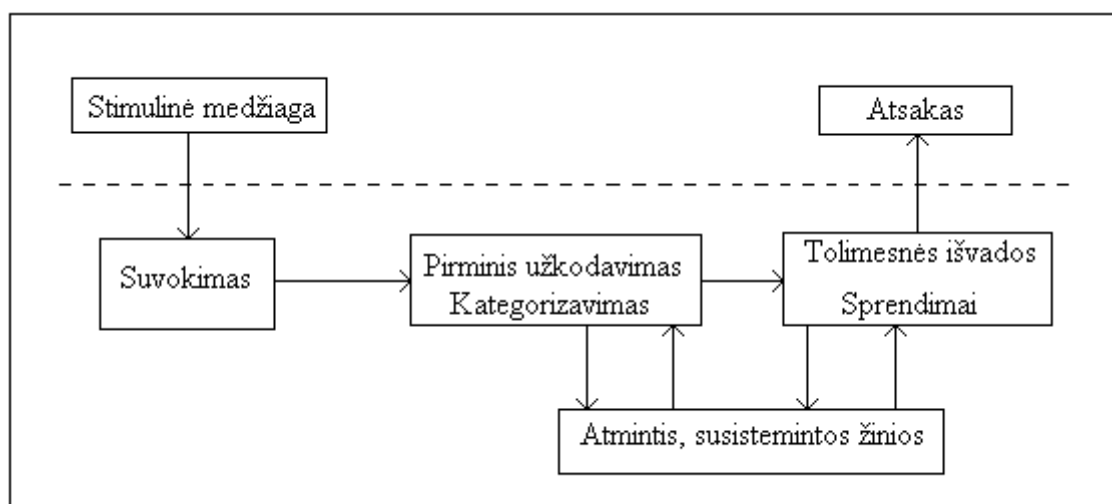 Stimulinė medžiaga
Atsakas
Suvokimas
Pirminis užkodavimas
Kategorizavimas
Tolimesnės išvados
Sprendimai
Atmintis, susistemintos žinios